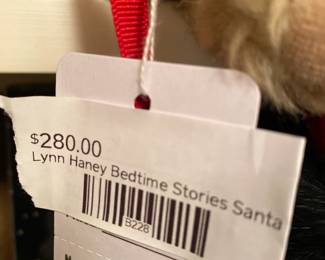 $280.00
Lynn Haney Bedtime Stories Santa
B228